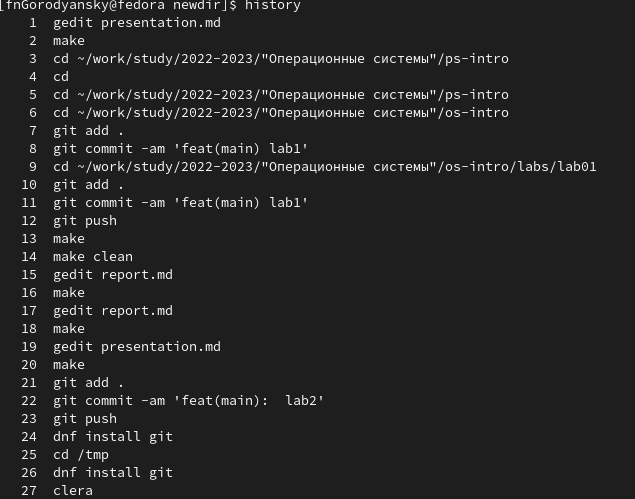 [fnGorodyansky@fedora newdir]$ history
1 gedit presentation.md
2 make
3 cd ~/work/study/2022-2023/"Операционные системы"/ps-intro
4 cd
5 cd ~/work/study/2022-2023/"Операционные системы"/ps-intro
6 cd ~/work/study/2022-2023/"Операционные системы"/os-intro
7 git add .
8 git commit -am 'feat(main) lab1'
9 cd ~/work/study/2022-2023/"Операционные системы"/os-intro/labs/lab01
10 git add .
11 git commit -am 'feat(main) lab1'
12 git push
13 make
14 make clean
15 gedit report.md
16 make
17 gedit report.md
18 make
19 gedit presentation.md
20 make
21 git add .
22 git commit -am 'feat(main):  lab2'
23 git push
24 dnf install git
25 cd /tmp
26 dnf install git
27 clera